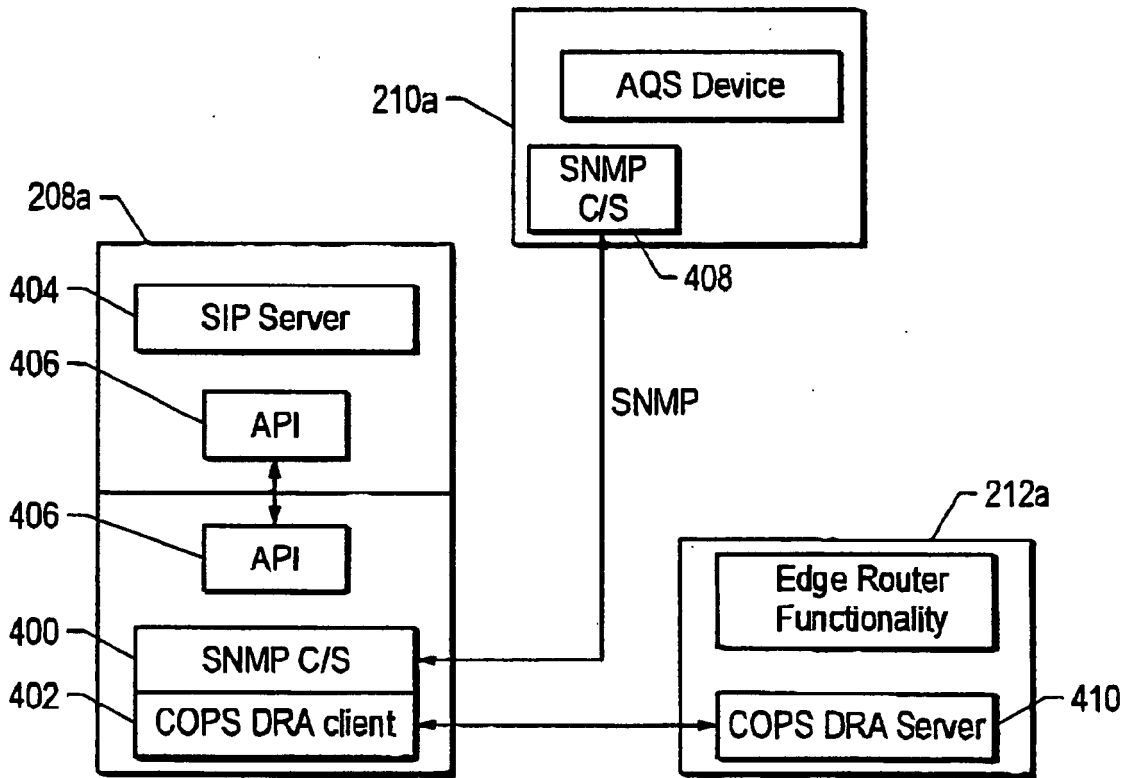 AQS Device
210a
SNMP
C/S
408
208a
404
SIP Server
406
API
SNMP
406
API
212a
Edge Router
Functionality
400
SNMP C/S
402
COPS DRA client
COPS DRA Server
410